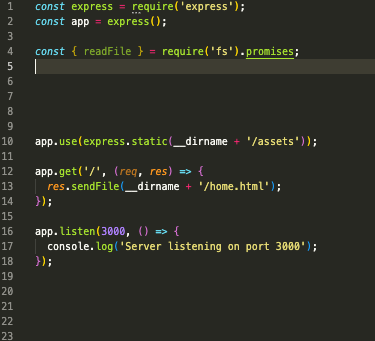 1 const express = require('express');
2 const app = express();
3
4 const { readFile } = require('fs').promises;
5
6
7
8
9
10 app.use(express.static(__dirname + '/assets'));
11
12 app.get('/', (req, res) => {
13 res.sendFile(__dirname + '/home.html');
14 });
15
16 app.listen(3000, () => {
17 console.log('Server listening on port 3000');
18 });
19
20
21
22
23